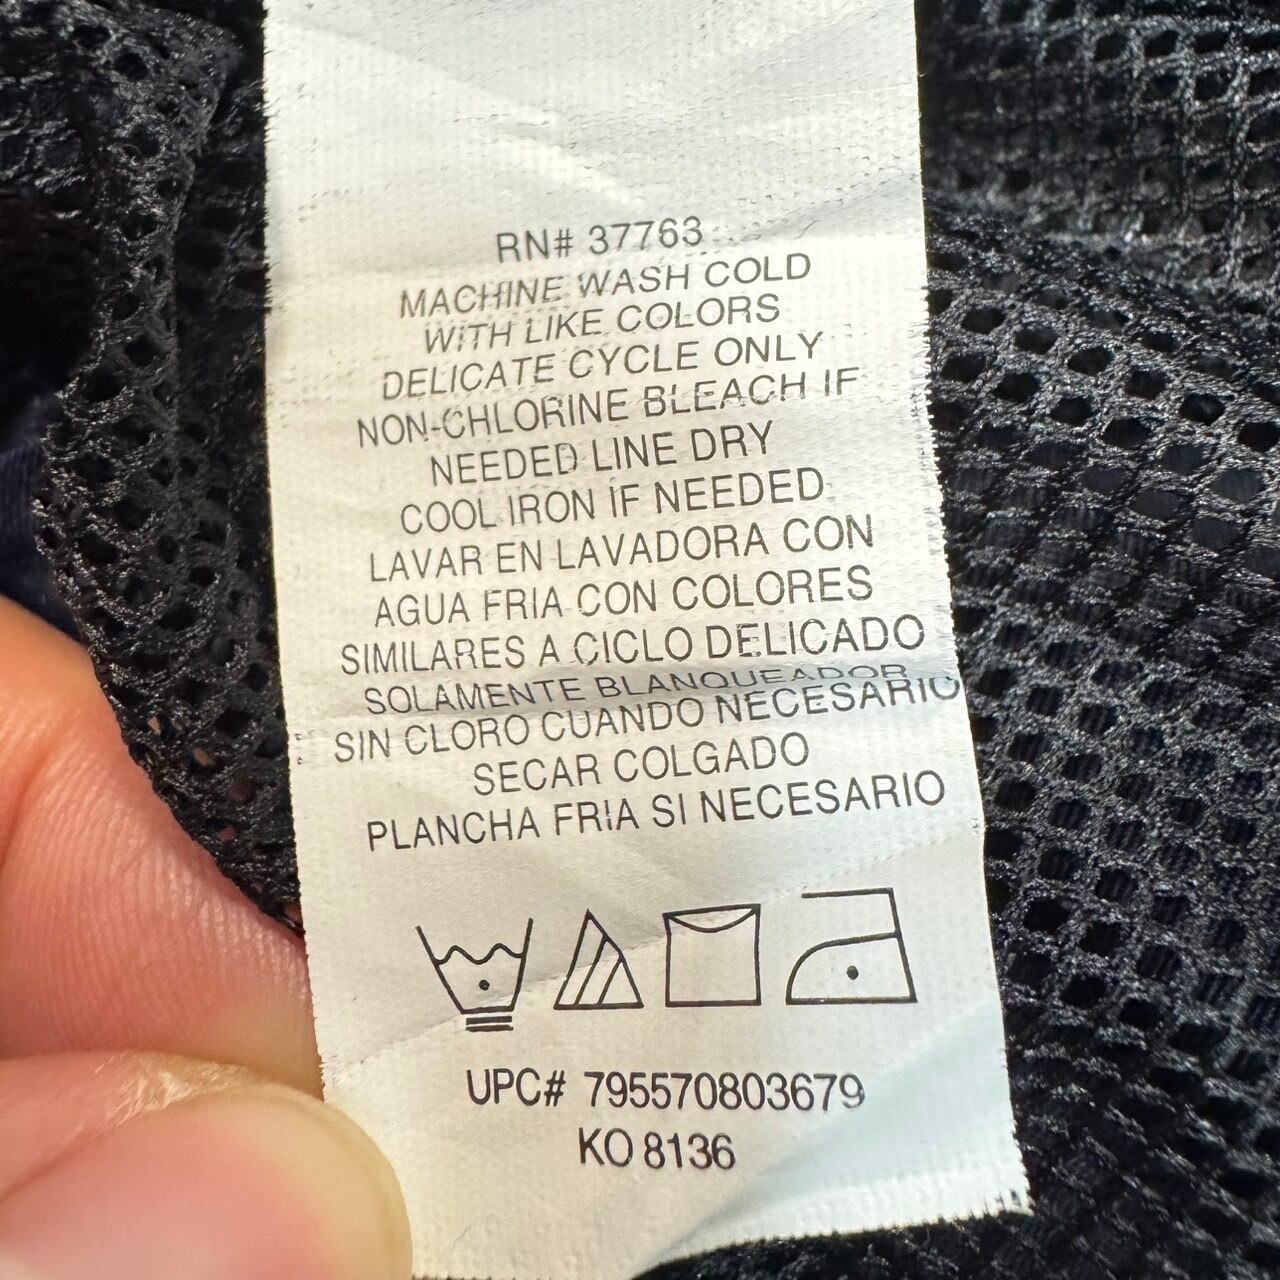 RN# 37763
MACHINE WASH COLD
WITH LIKE COLORS
DELICATE CYCLE ONLY
NON-CHLORINE BLEACH IF
NEEDED LINE DRY
COOL IRON IF NEEDED
LAVAR EN LAVADORA CON
AGUA FRIA CON COLORES
SIMILARES A CICLO DELICADO
SOLAMENTE BLANQUEADOR
SIN CLORO CUANDO NECESARIO
SECAR COLGADO
PLANCHA FRIA SI NECESARIO
UPC# 795570803679
KO 8136